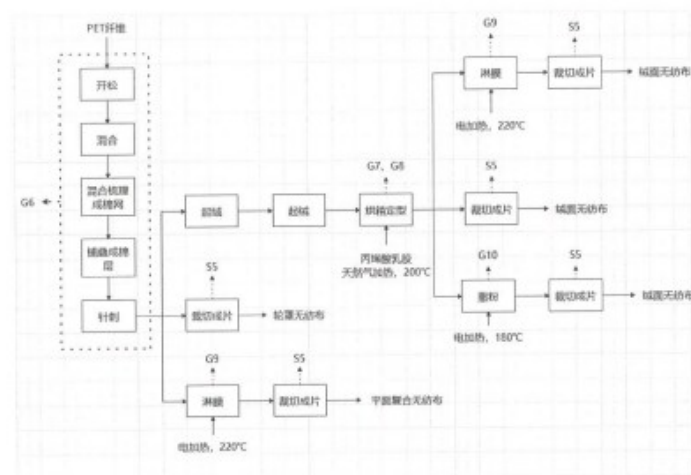 PET纤维
开松
混合
混合梳理
成棉网
铺叠成棉
层
针刺
G6
起绒
起绒
G7、G8
烘箱定型
丙烯酸乳胶
天然气加热，200℃
G9
淋膜
电加热，220℃
S5
裁切成片
绒面无纺布
S5
裁切成片
绒面无纺布
G10
撒粉
电加热，180℃
S5
裁切成片
绒面无纺布
S5
裁切成片
轮罩无纺布
G9
淋膜
电加热，220℃
S5
裁切成片
平面复合无纺布